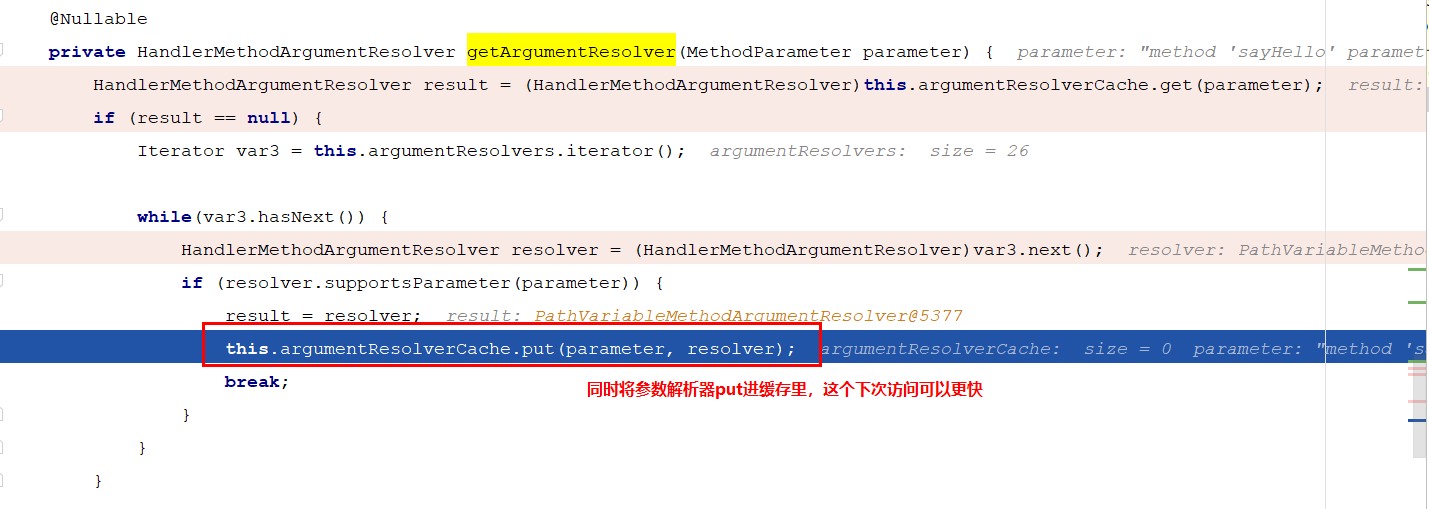 @Nullable
private HandlerMethodArgumentResolver getArgumentResolver(MethodParameter parameter) { parameter: "method 'sayHello'
HandlerMethodArgumentResolver result = (HandlerMethodArgumentResolver)this.argumentResolverCache.get(parameter); result:
if (result == null) {
Iterator var3 = this.argumentResolvers.iterator(); argumentResolvers: size = 26
while(var3.hasNext()) {
HandlerMethodArgumentResolver resolver = (HandlerMethodArgumentResolver)var3.next(); resolver:
if (resolver.supportsParameter(parameter)) {
result = resolver; result: PathVariableMethodArgumentResolver@5377
this.argumentResolverCache.put(parameter, resolver); argumentResolverCache: size = 0 parameter: "method
break;
同时将参数解析器put进缓存里，这个下次访问可以更快
}
}
}